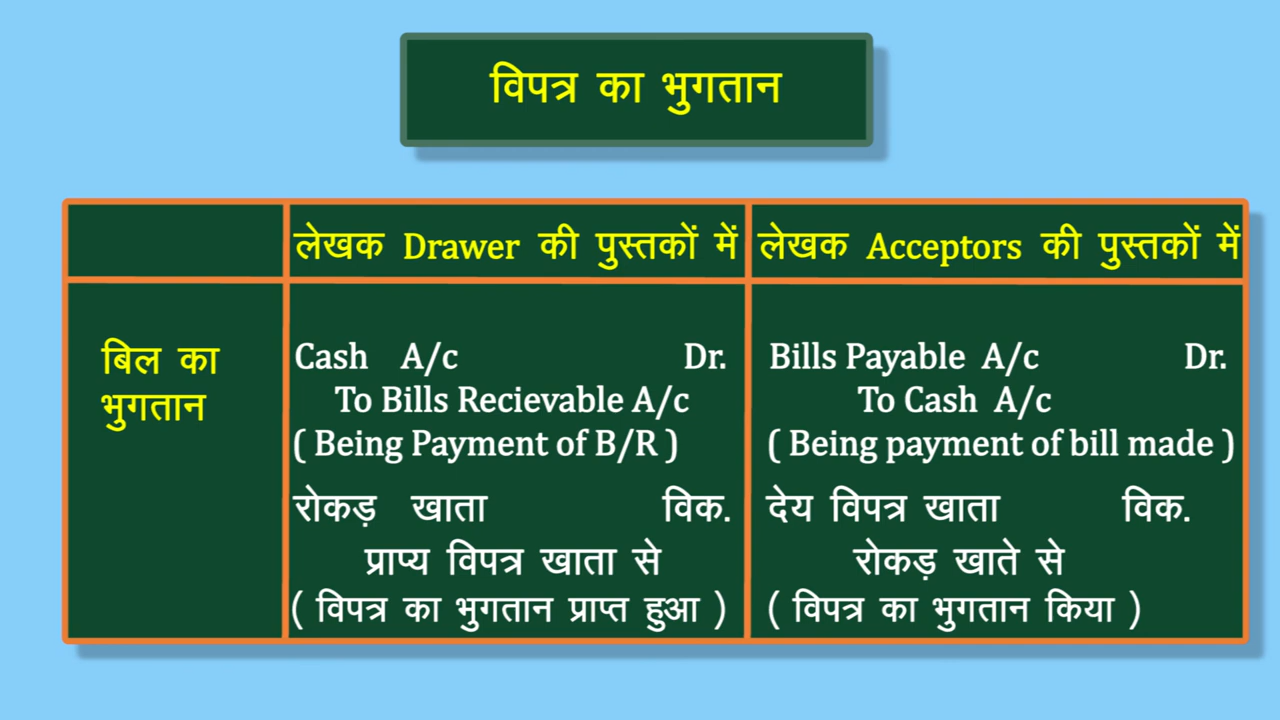 विपत्र का भुगतान
लेखक Drawer की पुस्तकों में
लेखक Acceptors की पुस्तकों में
बिल का
भुगतान
Cash A/c Dr.
To Bills Recievable A/c
( Being Payment of B/R )
रोकड़ खाता विक.
प्राप्य विपत्र खाता से
( विपत्र का भुगतान प्राप्त हुआ )
Bills Payable A/c Dr.
To Cash A/c
( Being payment of bill made )
देय विपत्र खाता विक.
रोकड़ खाते से
( विपत्र का भुगतान किया )